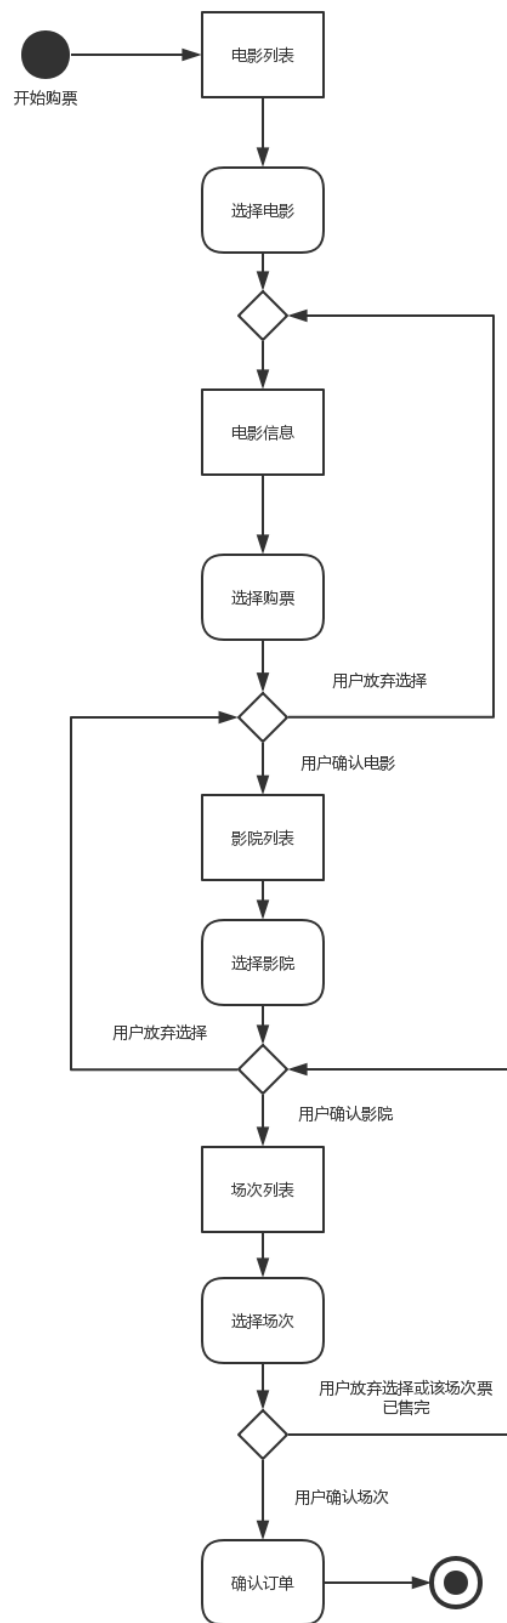 电影列表
开始购票
选择电影
电影信息
选择购票
用户放弃选择
用户确认电影
影院列表
选择影院
用户放弃选择
用户确认影院
场次列表
选择场次
用户放弃选择或该场次票
已售完
用户确认场次
确认订单